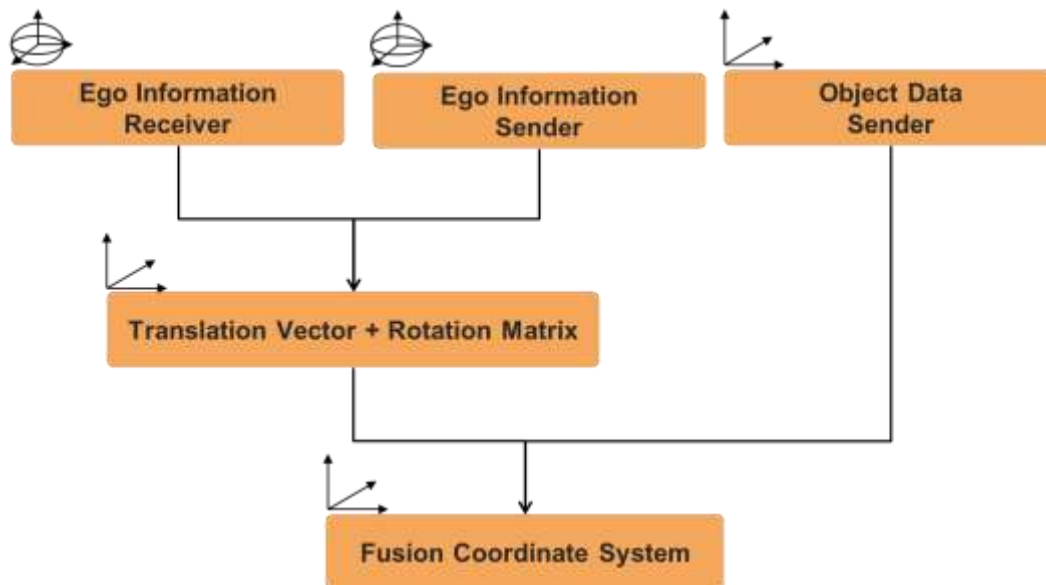 Ego Information
Receiver
Ego Information
Sender
Object Data
Sender
Translation Vector + Rotation Matrix
Fusion Coordinate System